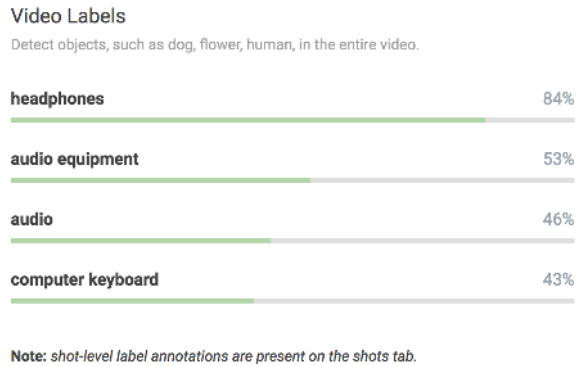 Video Labels
Detect objects, such as dog, flower, human, in the entire video.
headphones 84%
audio equipment 53%
audio 46%
computer keyboard 43%
Note: shot-level label annotations are present on the shots tab.